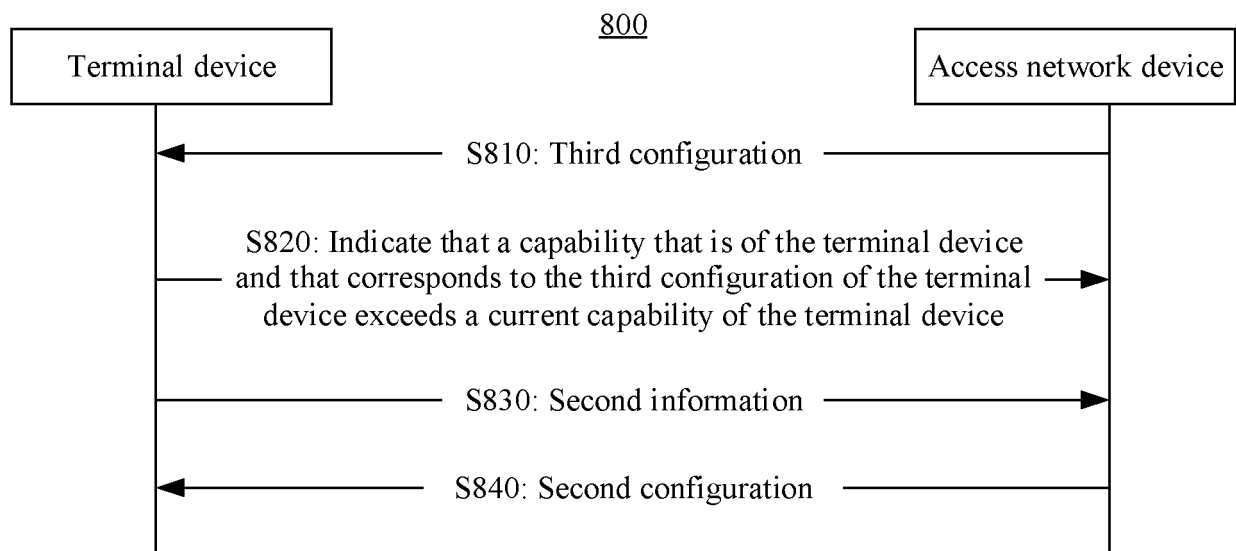 800
Terminal device
Access network device
S810: Third configuration
S820: Indicate that a capability that is of the terminal device
and that corresponds to the third configuration of the terminal
device exceeds a current capability of the terminal device
S830: Second information
S840: Second configuration